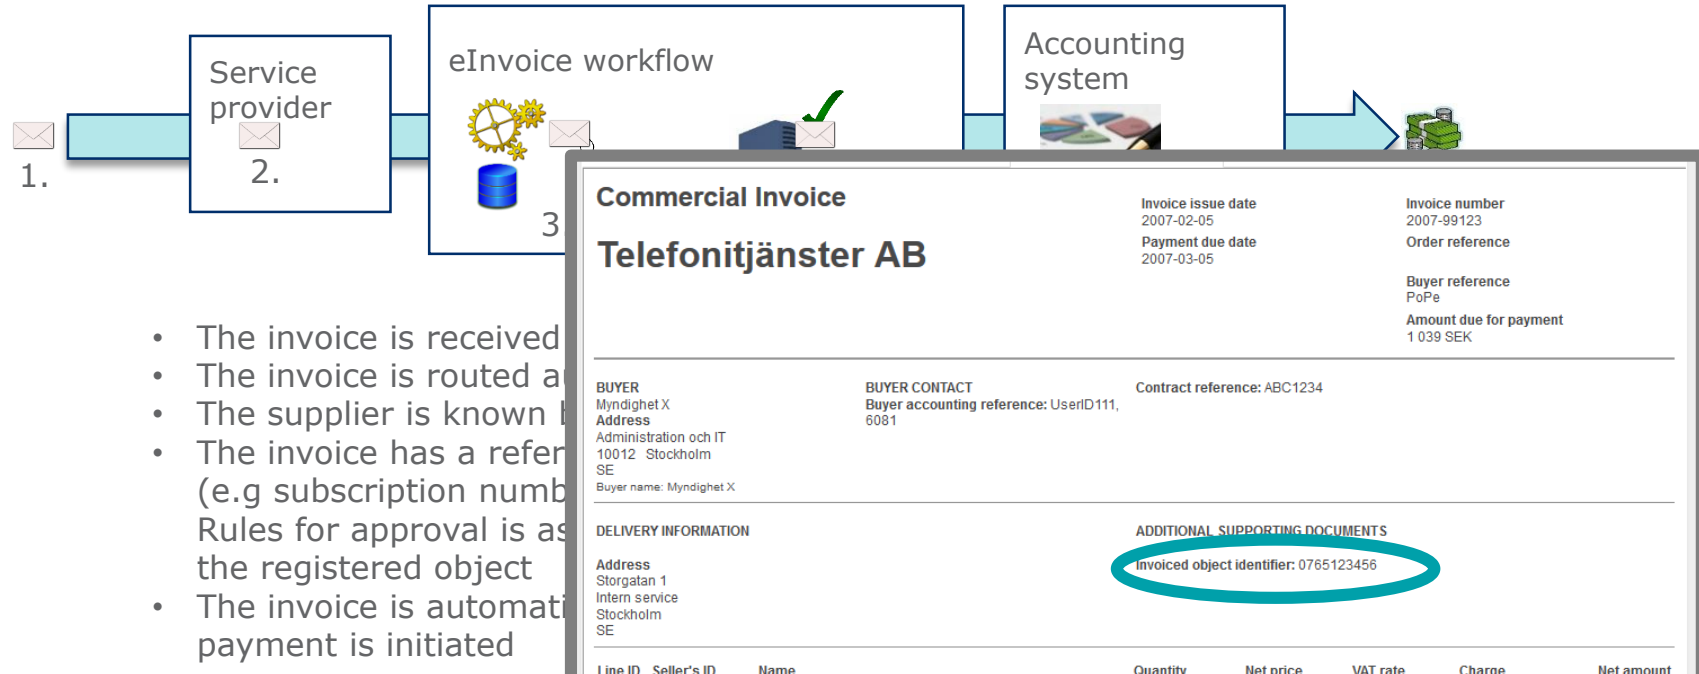 Service
provider
eInvoice workflow
Accounting
system
1.
2.
3
Commercial Invoice
Telefonitjänster AB
Invoice issue date
2007-02-05
Payment due date
2007-03-05
Invoice number
2007-99123
Order reference
Buyer reference
PoPe
Amount due for payment
1 039 SEK
BUYER
Myndighet X
Address
Administration och IT
10012 Stockholm
SE
Buyer name: Myndighet X
BUYER CONTACT
Buyer accounting reference: UserID111,
6081
Contract reference: ABC1234
DELIVERY INFORMATION
Address
Storgatan 1
Intern service
Stockholm
SE
ADDITIONAL SUPPORTING DOCUMENTS
Invoiced object identifier: 0765123456
Line ID Seller's ID Name Quantity Net price VAT rate Charge Net amount
• The invoice is received
• The invoice is routed
• The supplier is known
• The invoice has a refer
(e.g subscription numb
Rules for approval is as
the registered object
• The invoice is automati
payment is initiated